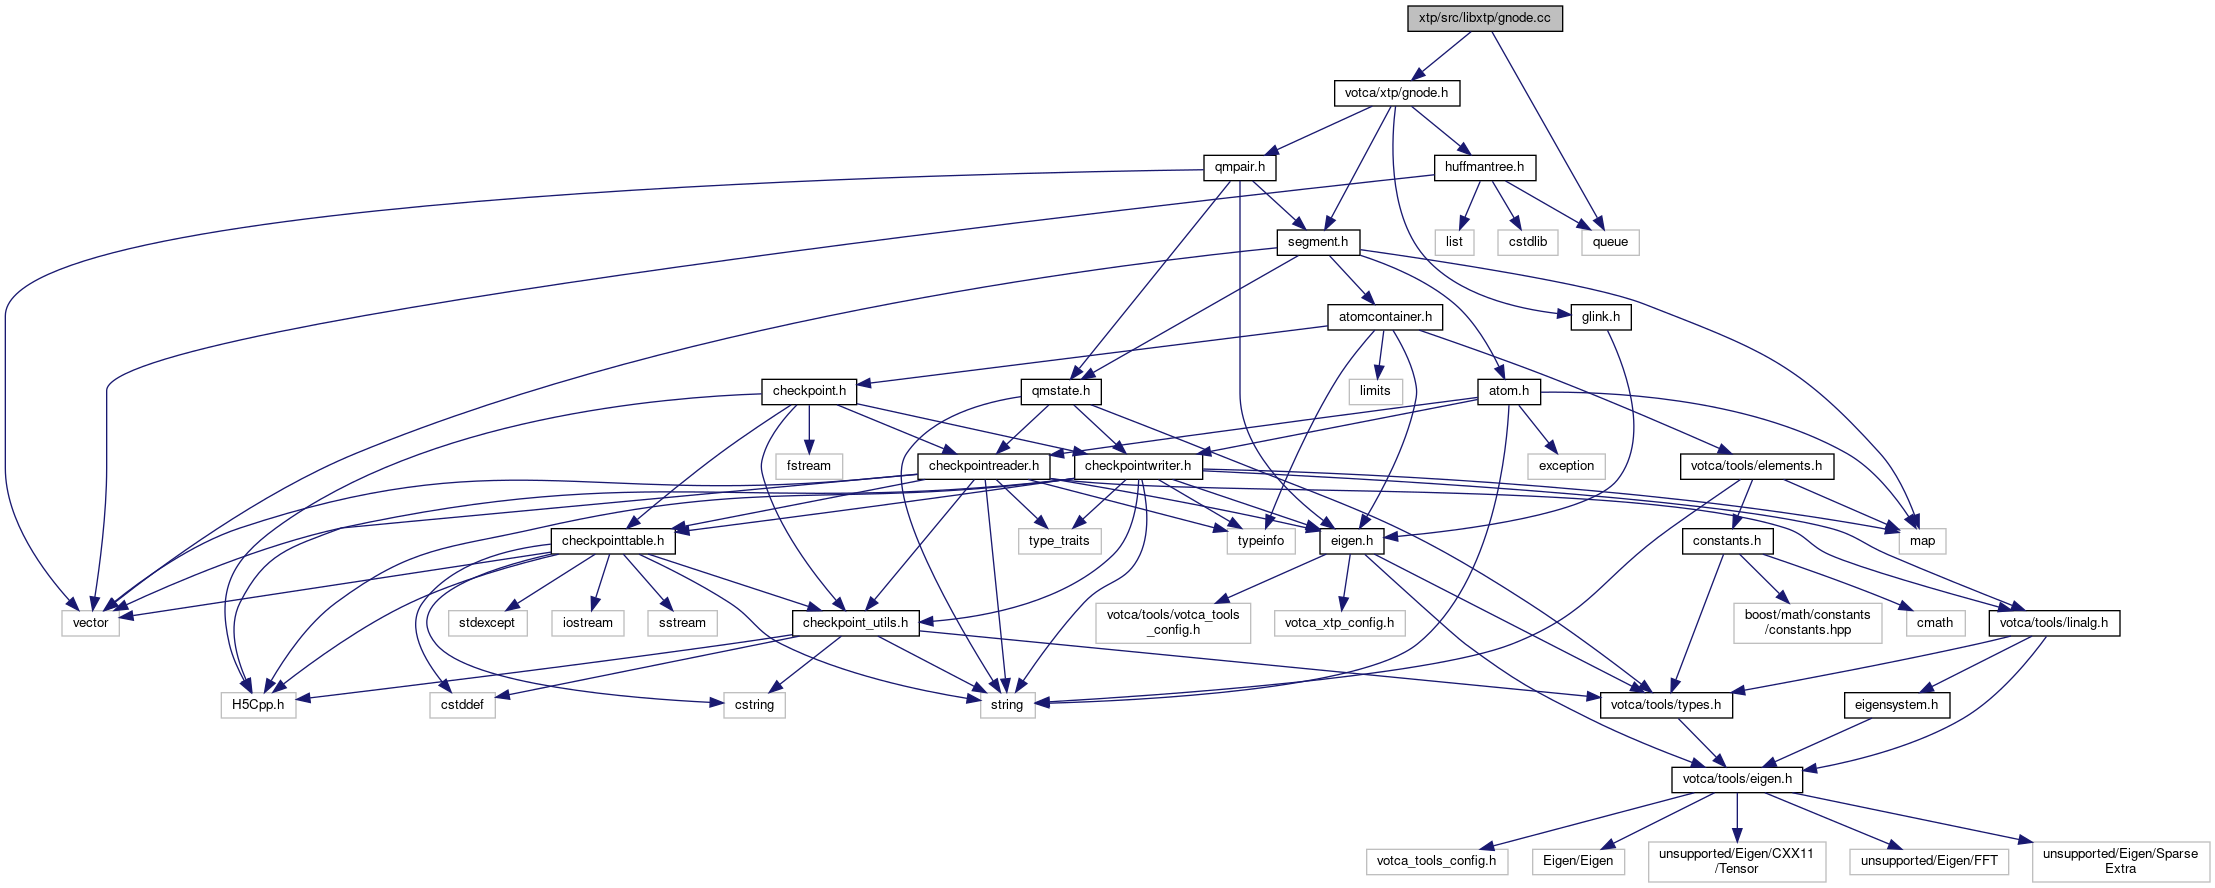 xtp/src/libxtp/gnode.cc
votca/xtp/gnode.h
qmpair.h
huffmantree.h
segment.h
list
cstdlib
queue
atomcontainer.h
glink.h
checkpoint.h
qmstate.h
limits
atom.h
fstream
checkpointreader.h
checkpointwriter.h
exception
votca/tools/elements.h
checkpointtable.h
type_traits
typeinfo
eigen.h
constants.h
map
vector
stdexcept
iostream
sstream
checkpoint_utils.h
votca/tools/votca_tools
_config.h
votca_xtp_config.h
boost/math/constants
/constants.hpp
cmath
votca/tools/linalg.h
H5Cpp.h
cstddef
cstring
string
votca/tools/types.h
eigensystem.h
votca/tools/eigen.h
votca_tools_config.h
Eigen/Eigen
unsupported/Eigen/CXX11
/Tensor
unsupported/Eigen/FFT
unsupported/Eigen/Sparse
Extra